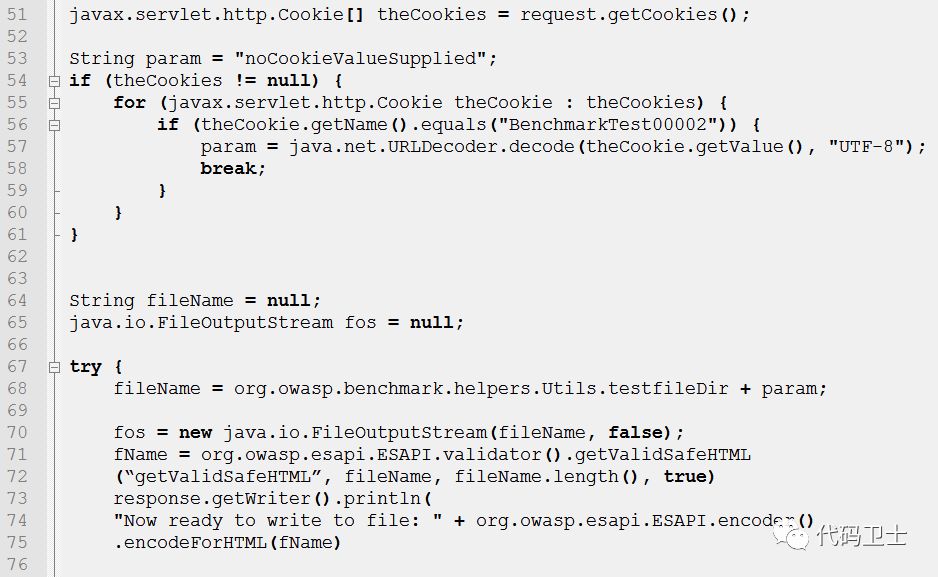 51 javax.servlet.http.Cookie[] theCookies = request.getCookies();
52
53 String param = "noCookieValueSupplied";
54 if (theCookies != null) {
55 for (javax.servlet.http.Cookie theCookie : theCookies) {
56 if (theCookie.getName().equals("BenchmarkTest00002")) {
57 param = java.net.URLDecoder.decode(theCookie.getValue(), "UTF-8");
58 break;
59 }
60 }
61 }
62
63
64 String fileName = null;
65 java.io.FileOutputStream fos = null;
66
67 try {
68 fileName = org.owasp.benchmark.helpers.Utils.testfileDir + param;
69
70 fos = new java.io.FileOutputStream(fileName, false);
71 fName = org.owasp.esapi.ESAPI.validator().getValidSafeHTML
72 (“getValidSafeHTML”, fileName, fileName.length(), true)
73 response.getWriter().println(
74 "Now ready to write to file: " + org.owasp.esapi.ESAPI.encoder()
75 .encodeForHTML(fName)
代码卫士
76